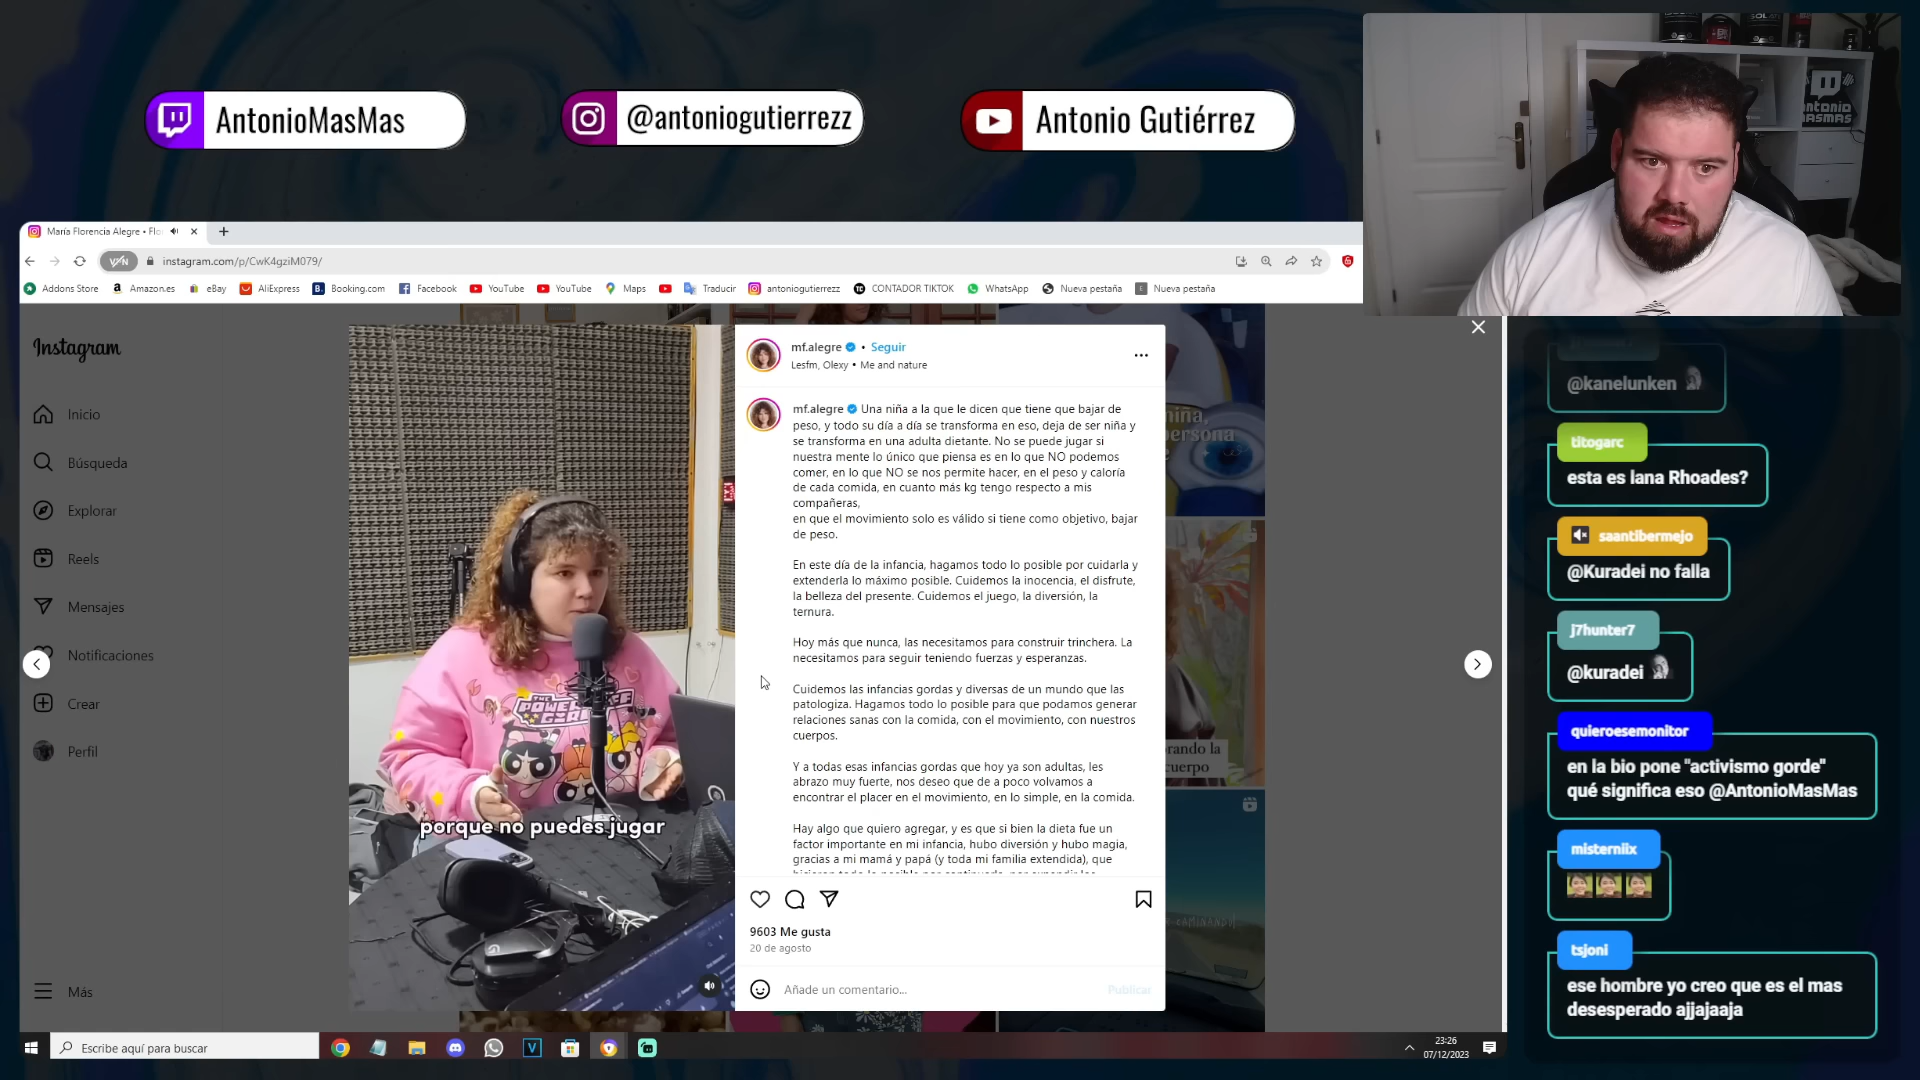 AntonioMasMas
@antoniogutierrezz
Antonio Gutiérrez
antonio
MASMAS
María Florencia Alegre • Flo
VPN
instagram.com/p/CwK4gziM079/
Addons Store
Amazon.es
eBay
AliExpress
Booking.com
Facebook
YouTube
YouTube
Maps
Traducir
antoniogutierrezz
CONTADOR TIKTOK
WhatsApp
Nueva pestaña
Nueva pestaña
Instagram
Inicio
Búsqueda
Explorar
Reels
Mensajes
Notificaciones
Crear
Perfil
Más
THE
POWERPUFF
GIRLS
porque no puedes jugar
mf.alegre • Seguir
Lesfm, Olexy • Me and nature
mf.alegre Una niña a la que le dicen que tiene que bajar de
peso, y todo su día a día se transforma en eso, deja de ser niña y
se transforma en una adulta dietante. No se puede jugar si
nuestra mente lo único que piensa es en lo que NO podemos
comer, en lo que NO se nos permite hacer, en el peso y caloría
de cada comida, en cuanto más kg tengo respecto a mis
compañeras,
en que el movimiento solo es válido si tiene como objetivo, bajar
de peso.
En este día de la infancia, hagamos todo lo posible por cuidarla y
extenderla lo máximo posible. Cuidemos la inocencia, el disfrute,
la belleza del presente. Cuidemos el juego, la diversión, la
ternura.
Hoy más que nunca, las necesitamos para construir trinchera. La
necesitamos para seguir teniendo fuerzas y esperanzas.
Cuidemos las infancias gordas y diversas de un mundo que las
patologiza. Hagamos todo lo posible para que podamos generar
relaciones sanas con la comida, con el movimiento, con nuestros
cuerpos.
Y a todas esas infancias gordas que hoy ya son adultas, les
abrazo muy fuerte, nos deseo que de a poco volvamos a
encontrar el placer en el movimiento, en lo simple, en la comida.
Hay algo que quiero agregar, y es que si bien la dieta fue un
factor importante en mi infancia, hubo diversión y hubo magia,
gracias a mi mamá y papá (y toda mi familia extendida), que
9603 Me gusta
20 de agosto
Añade un comentario...
Publicar
persona
cuerpo
@kanelunken
titogarc
esta es lana Rhoades?
saantibermejo
@Kuradei no falla
j7hunter7
@kuradei
quieroesemonitor
en la bio pone "activismo gorde"
qué significa eso @AntonioMasMas
misterniix
tsjoni
ese hombre yo creo que es el mas
desesperado ajjajaaja
Escribe aquí para buscar
23:26
07/12/2023